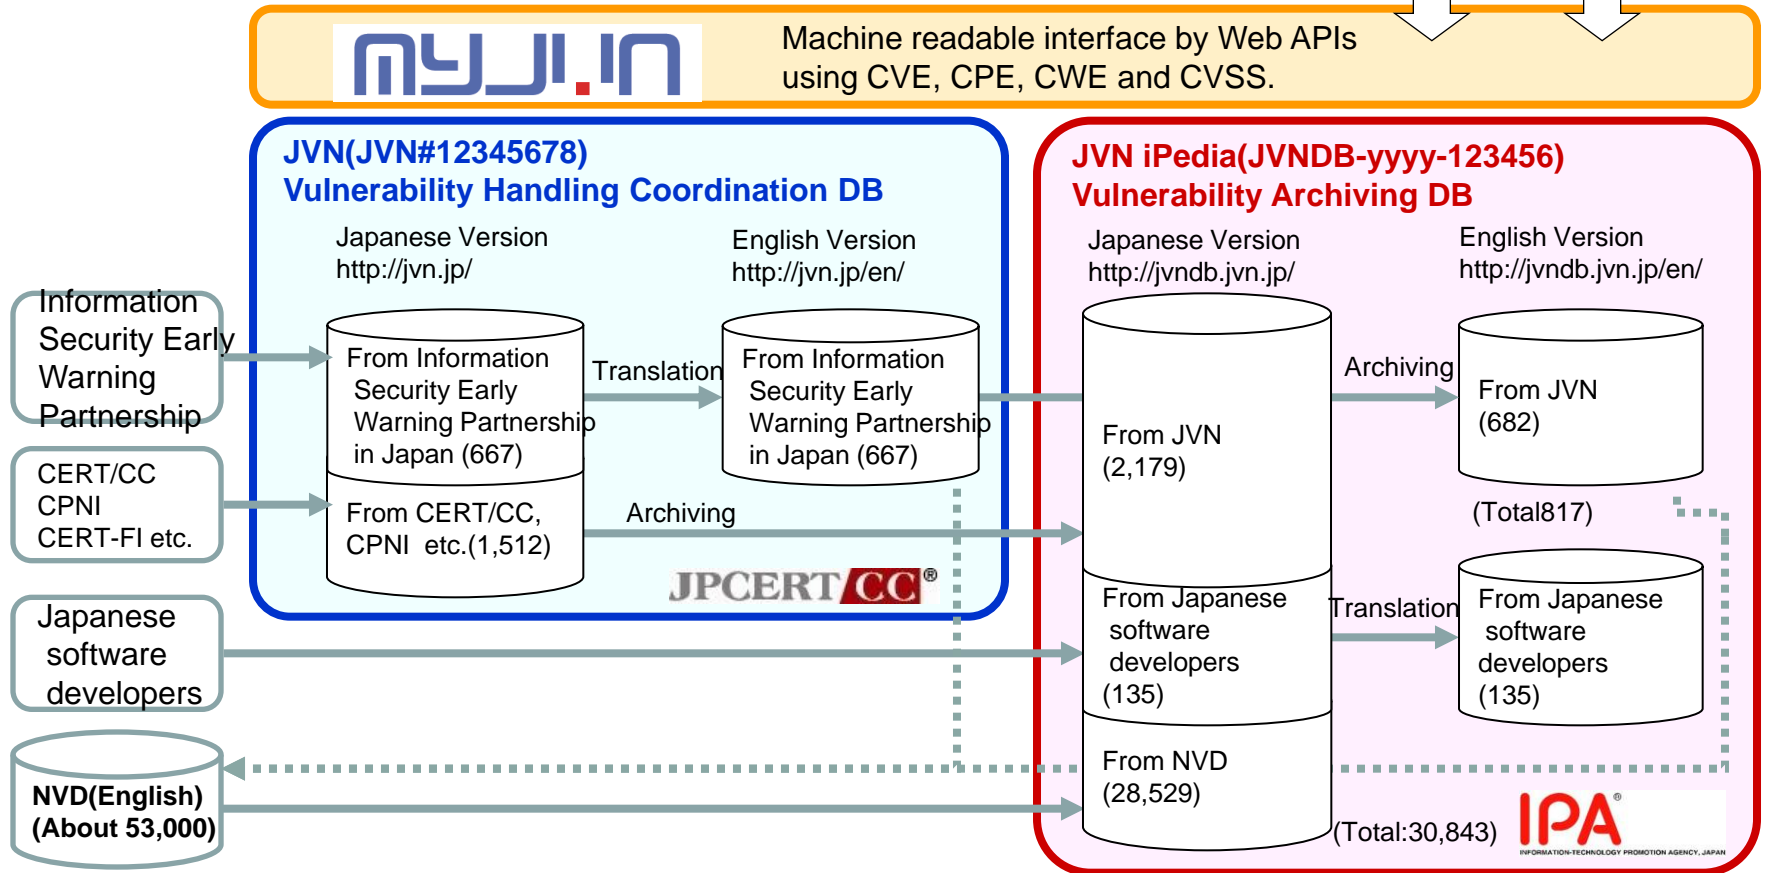 MyJVN
Machine readable interface by Web APIs
using CVE, CPE, CWE and CVSS.
JVN(JVN#12345678)
Vulnerability Handling Coordination DB
Japanese Version
http://jvn.jp/
English Version
http://jvn.jp/en/
JVN iPedia(JVNDB-yyyy-123456)
Vulnerability Archiving DB
Japanese Version
http://jvndb.jvn.jp/
English Version
http://jvndb.jvn.jp/en/
Information
Security Early
Warning
Partnership
From Information
Security Early
Warning Partnership
in Japan (667)
Translation
From Information
Security Early
Warning Partnership
in Japan (667)
From JVN
(2,179)
Archiving
From JVN
(682)
(Total817)
CERT/CC
CPNI
CERT-FI etc.
From CERT/CC,
CPNI etc.(1,512)
Archiving
JPCERT/CC®
Japanese
software
developers
From Japanese
software
developers
(135)
Translation
From Japanese
software
developers
(135)
NVD(English)
(About 53,000)
From NVD
(28,529)
(Total:30,843)
IPA®
INFORMATION-TECHNOLOGY PROMOTION AGENCY, JAPAN